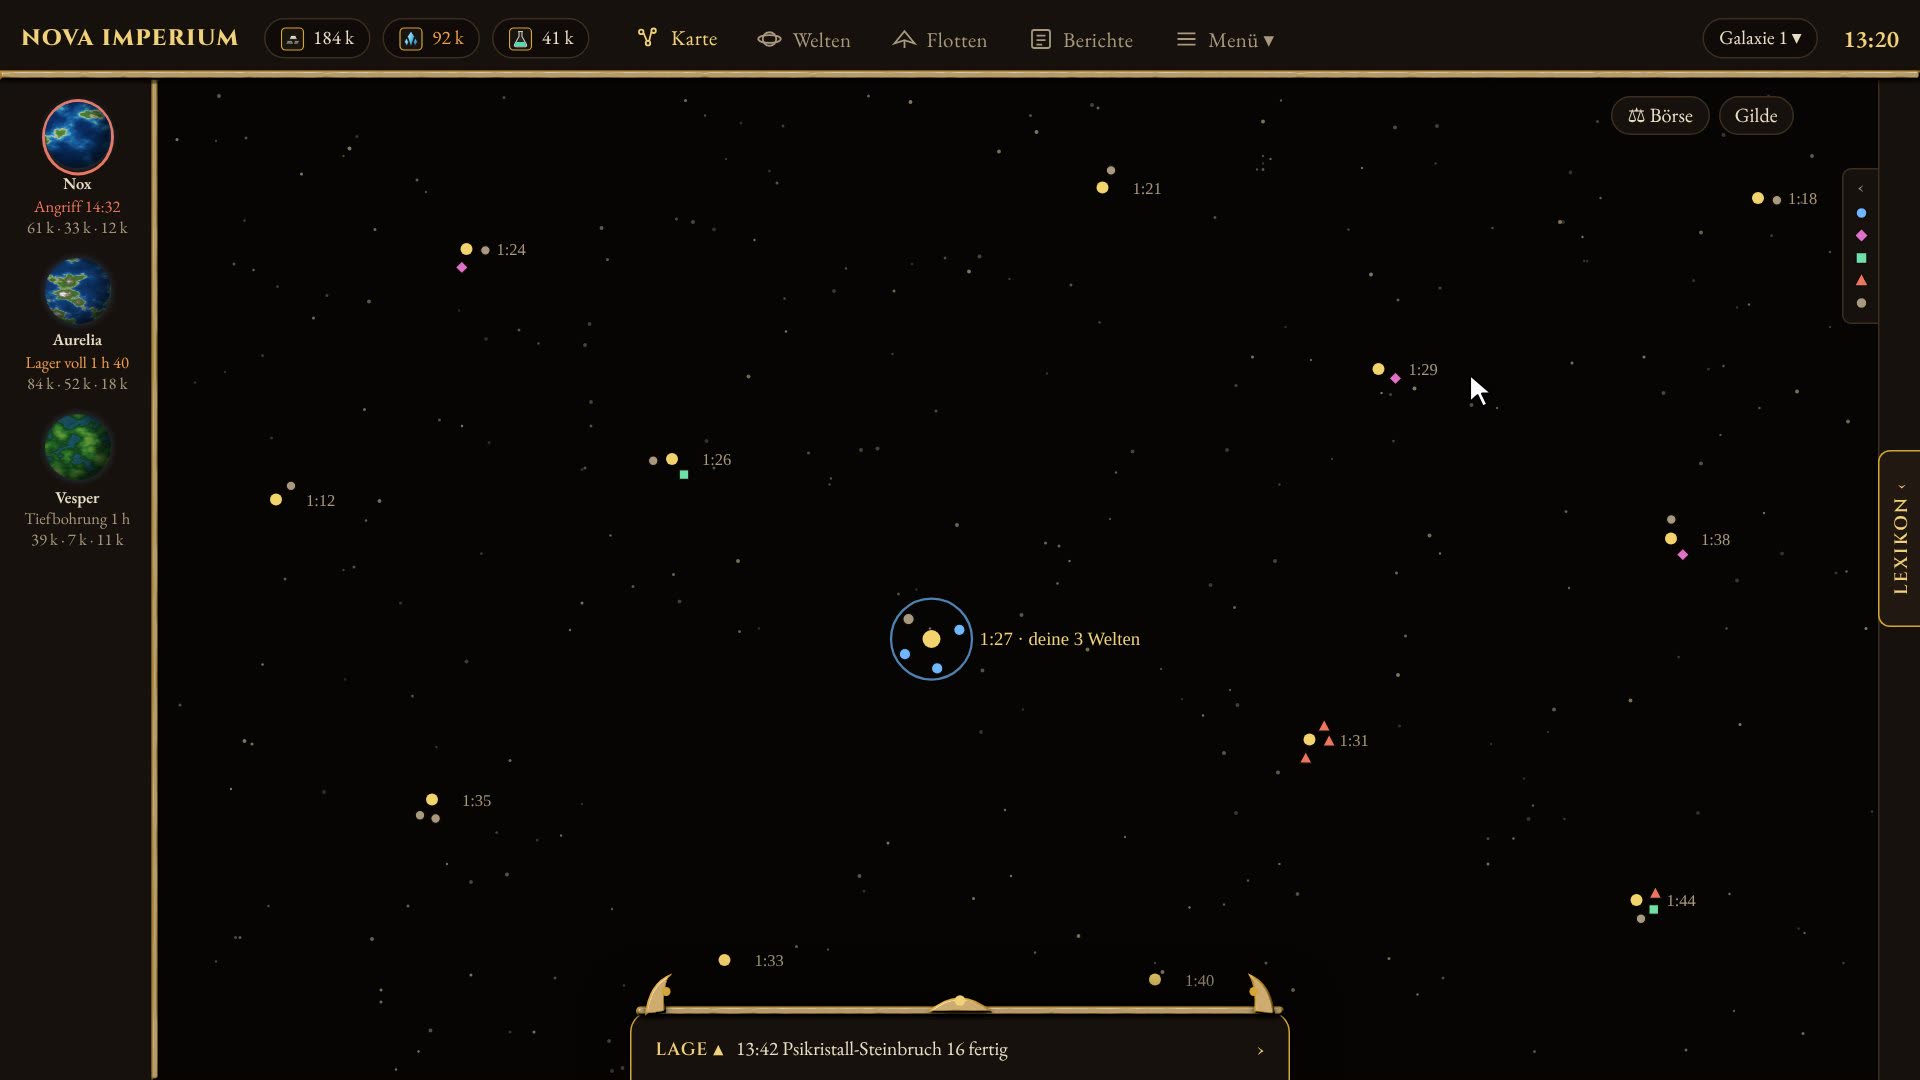 NOVA IMPERIUM
184 k
92 k
41 k
Karte
Welten
Flotten
Berichte
Menü ▾
Galaxie 1 ▾
13:20
Börse
Gilde
Nox
Angriff 14:32
61 k · 33 k · 12 k
Aurelia
Lager voll 1 h 40
84 k · 52 k · 18 k
Vesper
Tiefbohrung 1 h
39 k · 7 k · 11 k
1:21
1:18
1:24
1:29
1:26
1:12
1:38
1:27 · deine 3 Welten
1:31
1:35
1:44
1:33
1:40
LEXIKON ‹
LAGE ▲ 13:42 Psikristall-Steinbruch 16 fertig ›